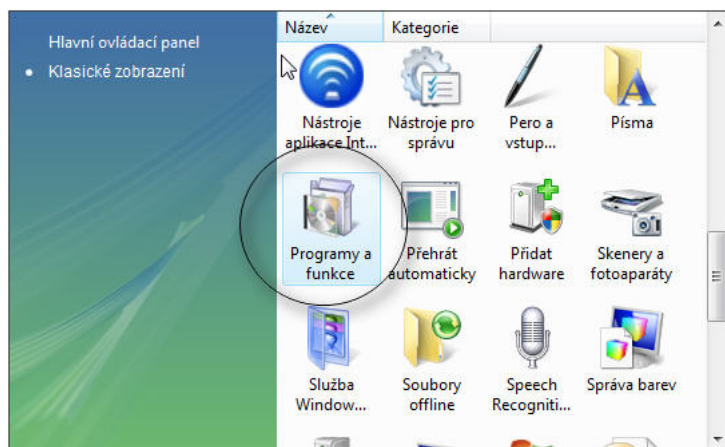 Hlavní ovládací panel
Klasické zobrazení
Název
Kategorie
Nástroje
aplikace Int...
Nástroje pro
správu
Pero a
vstup...
Písma
Programy a
funkce
Přehrát
automaticky
Přidat
hardware
Skenery a
fotoaparáty
Služba
Window...
Soubory
offline
Speech
Recogniti...
Správa barev